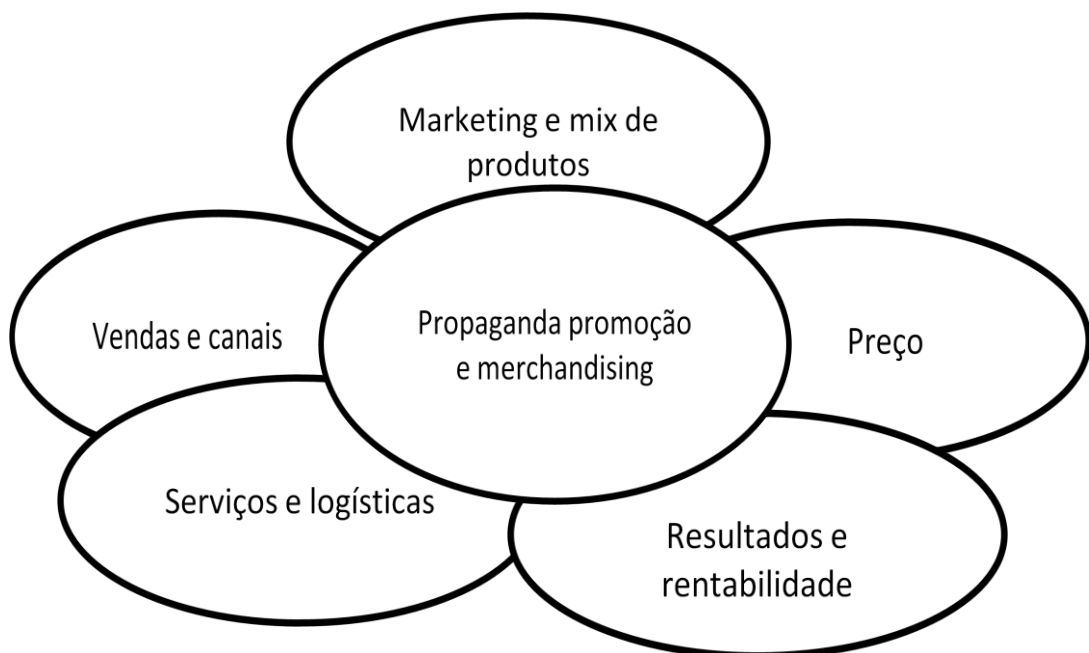 Marketing e mix de
produtos
Vendas e canais
Propaganda promoção
e merchandising
Preço
Serviços e logísticas
Resultados e
rentabilidade